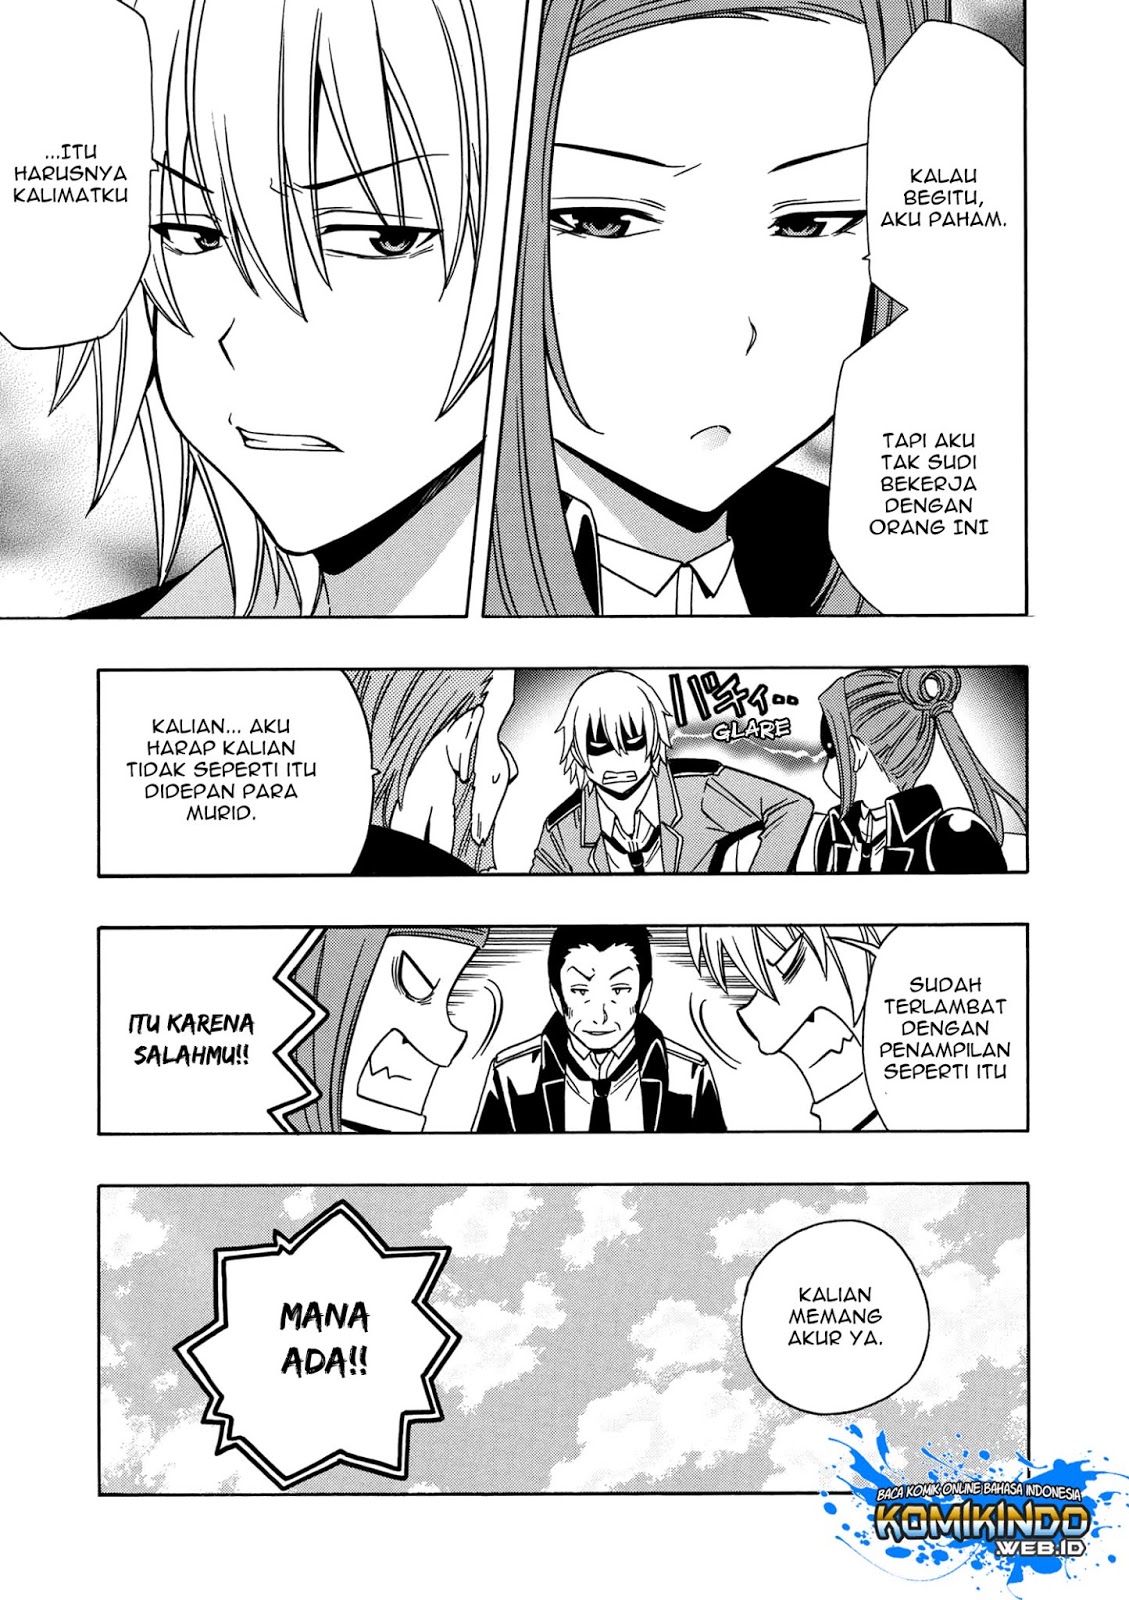 KALAU
BEGITU,
AKU PAHAM.
TAPI AKU
TAK SUDI
BEKERJA
DENGAN
ORANG INI
...ITU
HARUSNYA
KALIMATKU
バチィ‥
GLARE
KALIAN... AKU
HARAP KALIAN
TIDAK SEPERTI ITU
DIDEPAN PARA
MURID.
SUDAH
TERLAMBAT
DENGAN
PENAMPILAN
SEPERTI ITU
ITU KARENA
SALAHMU!!
KALIAN
MEMANG
AKUR YA.
MANA
ADA!!
BACA KOMIK ONLINE BAHASA INDONESIA
KOMIKINDO
.WEB.ID